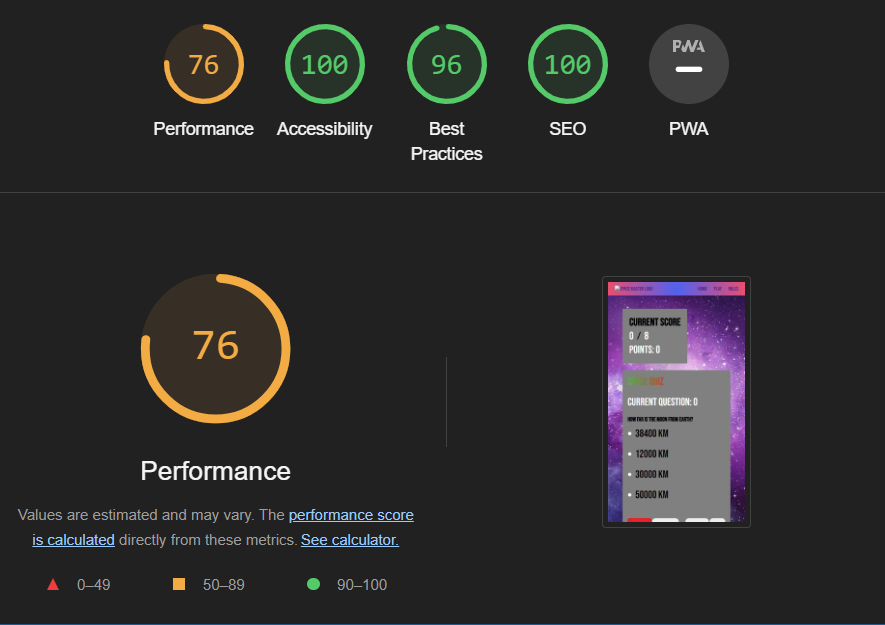 76
100
96
100
PWA
Performance
Accessibility
Best
Practices
SEO
PWA
76
Performance
Values are estimated and may vary. The performance score
is calculated directly from these metrics. See calculator.
0–49
50–89
90–100
HOME PLAY RULES
CURRENT SCORE
0 / 8
POINTS: 0
QUIZ
CURRENT QUESTION: 0
HOW FAR IS THE MOON FROM EARTH?
38400 KM
12000 KM
30000 KM
50000 KM